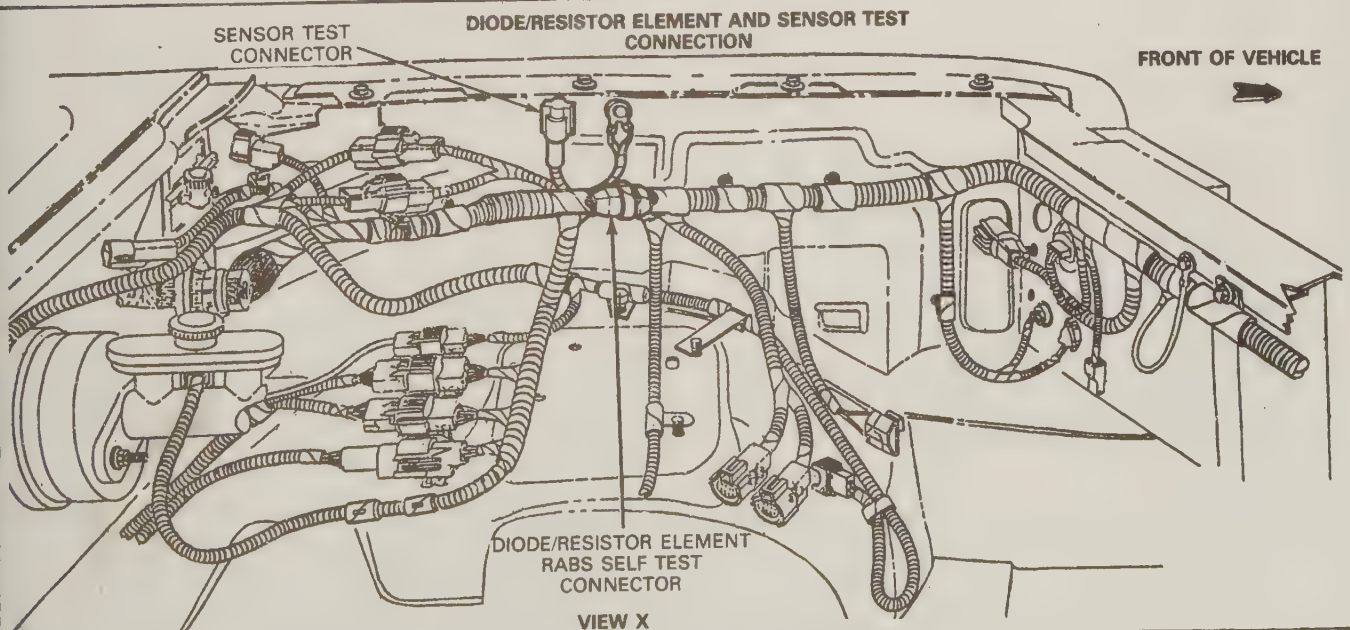 DIODE/RESISTOR ELEMENT AND SENSOR TEST
CONNECTION
SENSOR TEST
CONNECTOR
FRONT OF VEHICLE
DIODE/RESISTOR ELEMENT
RABS SELF TEST
CONNECTOR
VIEW X